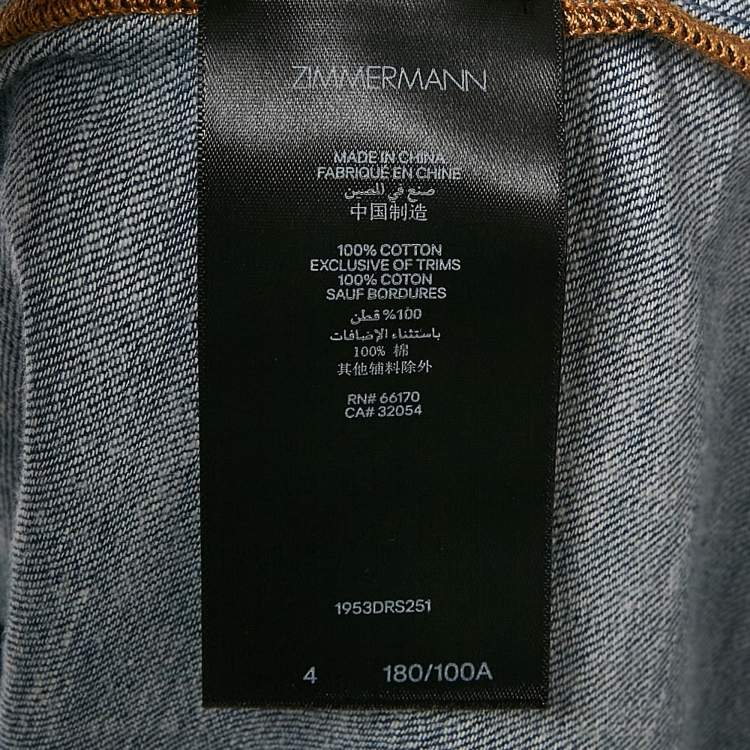 ZIMMERMANN
MADE IN CHINA
FABRIQUÉ EN CHINE
صنع في للصين
中国制造
100% COTTON
EXCLUSIVE OF TRIMS
100% COTON
SAUF BORDURES
%100 قطن
باستثناء الإضافات
100% 棉
其他辅料除外
RN# 66170
CA# 32054
1953DRS251
4 180/100A